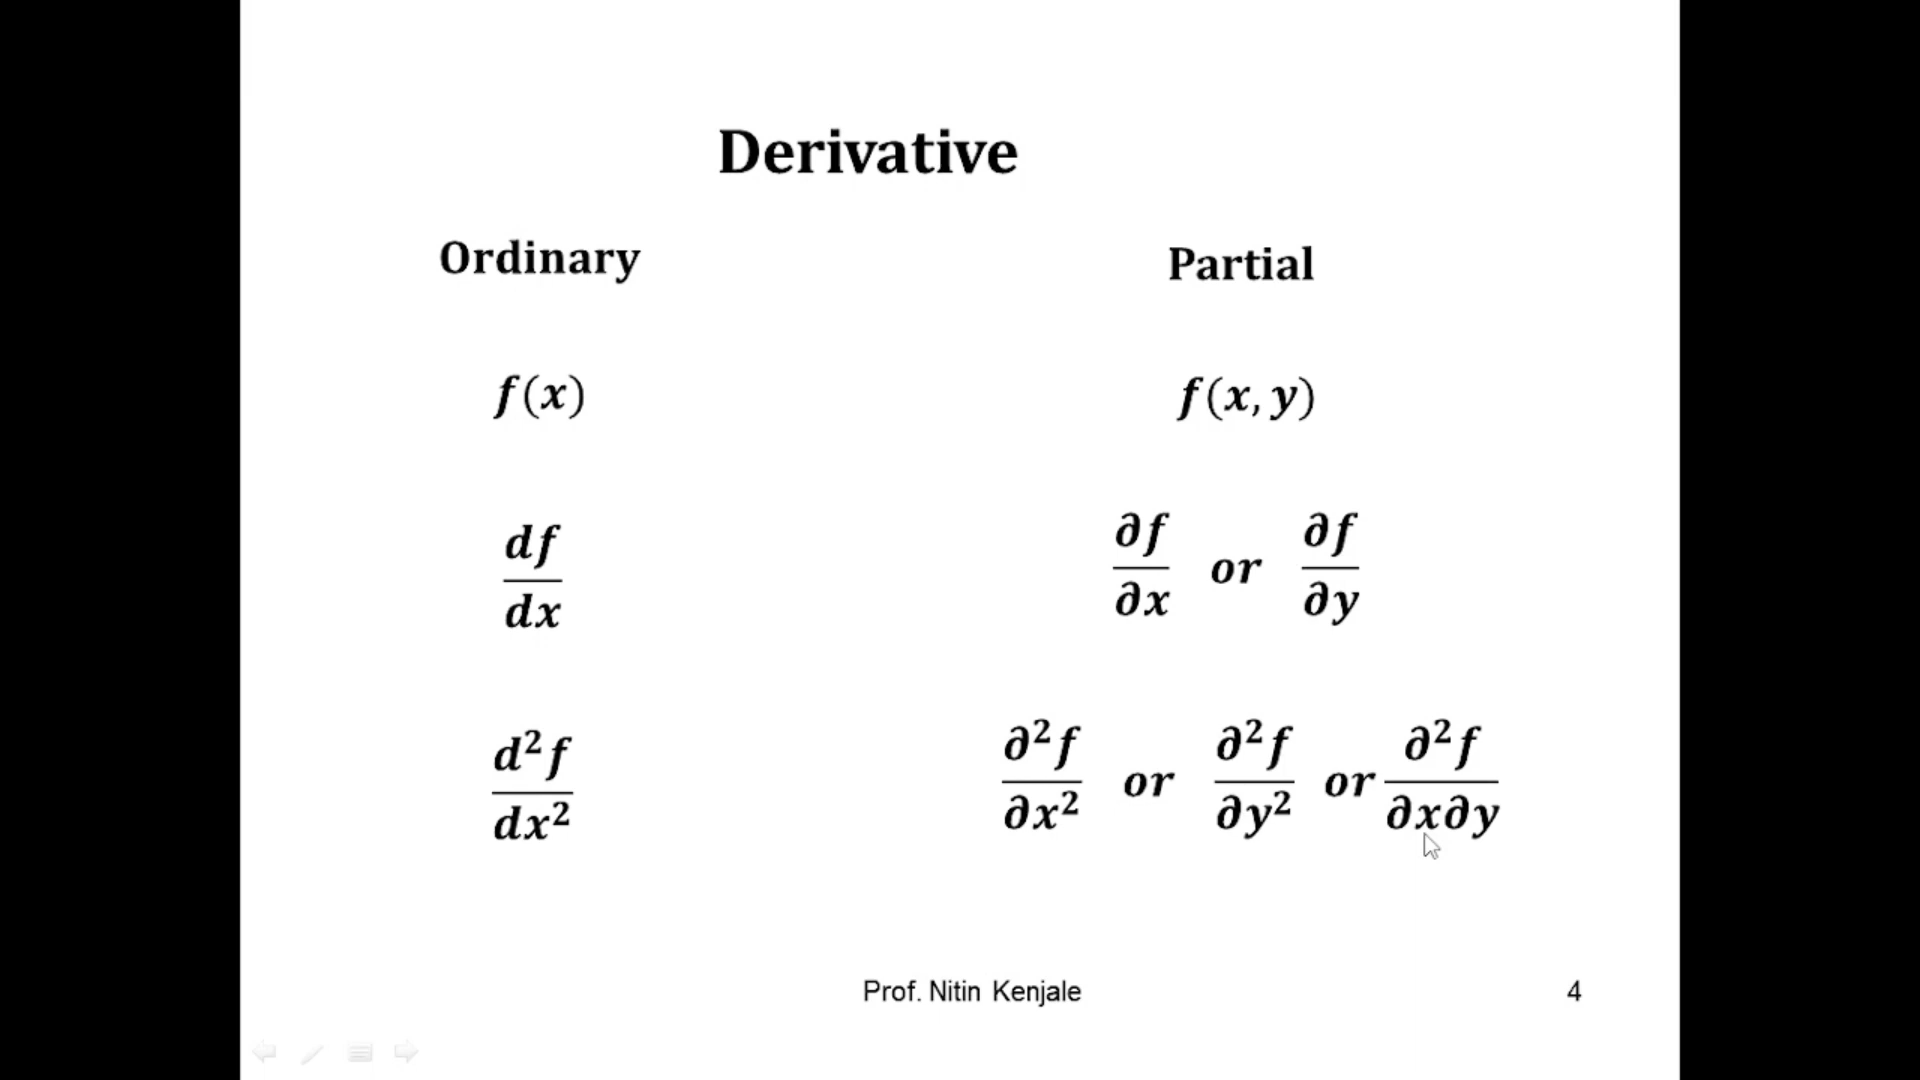 Derivative
Ordinary Partial
f(x) f(x, y)
df/dx ∂f/∂x or ∂f/∂y
d²f/dx² ∂²f/∂x² or ∂²f/∂y² or ∂²f/∂x∂y
Prof. Nitin Kenjale 4